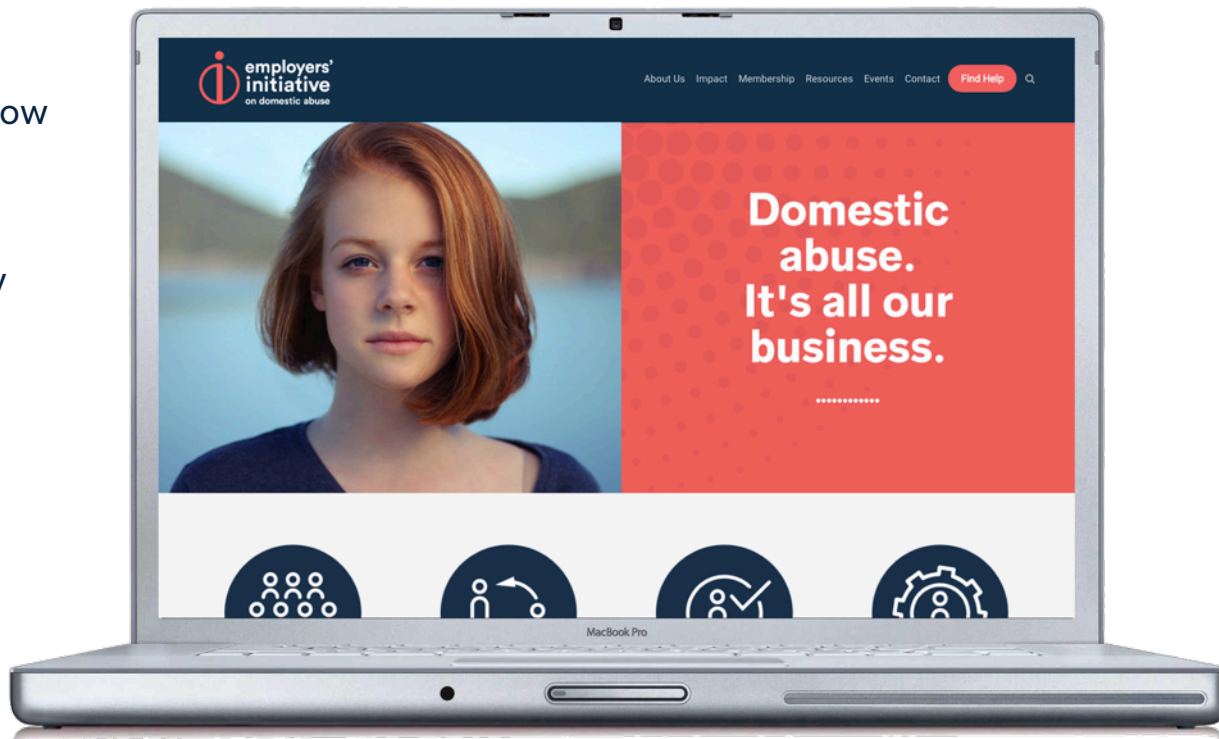 ow
y
employers'
initiative
on domestic abuse
About Us Impact Membership Resources Events Contact Find Help
Domestic
abuse.
It's all our
business.
MacBook Pro